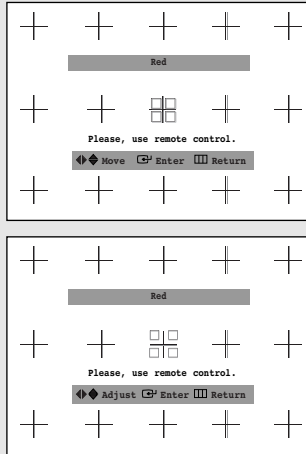 Red
Please, use remote control.
Move Enter Return
Red
Please, use remote control.
Adjust Enter Return